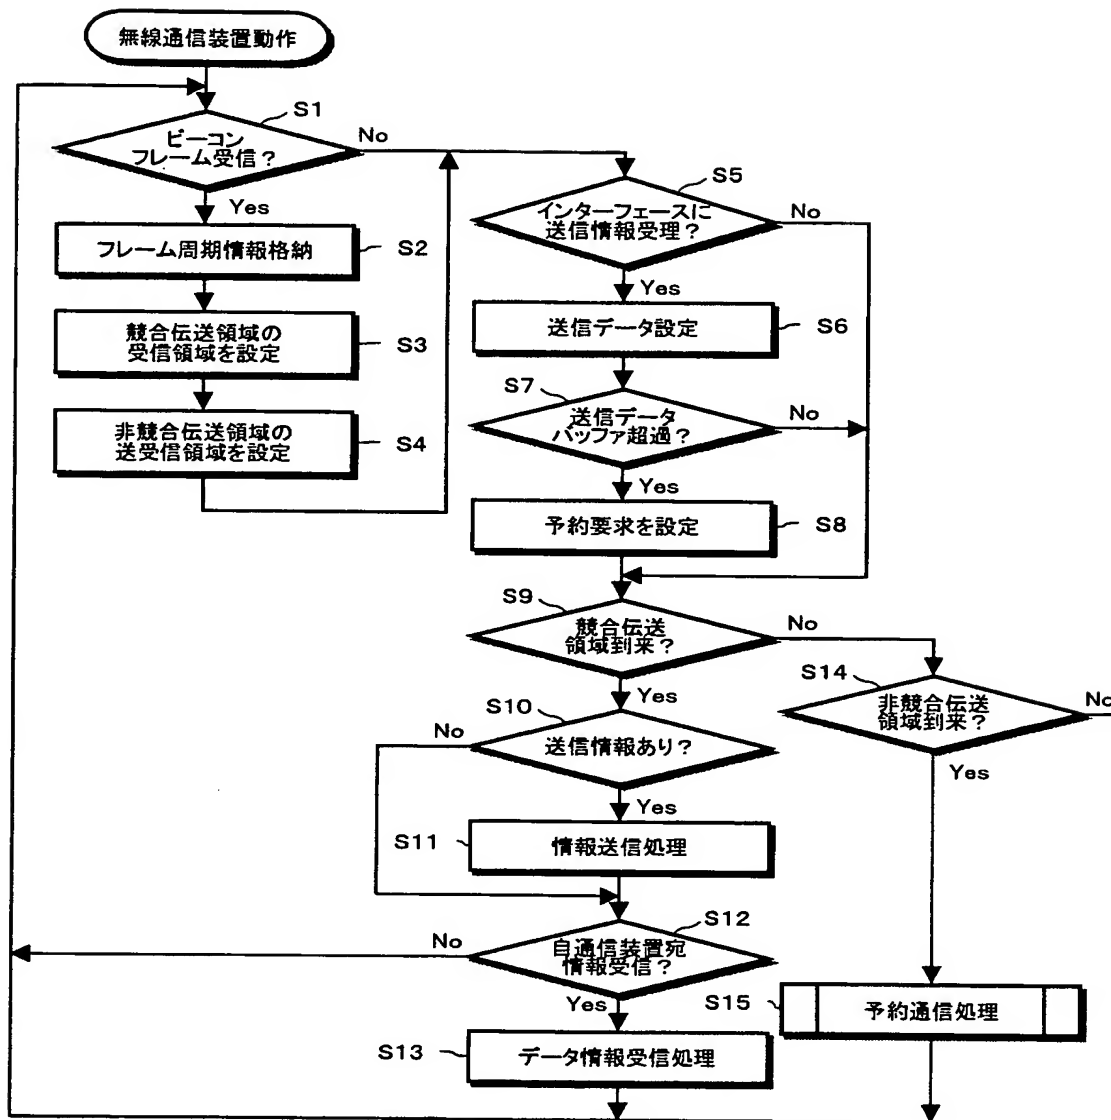 無線通信装置動作
S1
ビーコン
フレーム受信?
No
Yes
フレーム周期情報格納
S2
競合伝送領域の
受信領域を設定
S3
非競合伝送領域の
送受信領域を設定
S4
S5
インターフェースに
送信情報受理?
No
Yes
送信データ設定
S6
S7
送信データ
バッファ超過?
No
Yes
予約要求を設定
S8
S9
競合伝送
領域到来?
No
Yes
S14
非競合伝送
領域到来?
No
Yes
S10
No
送信情報あり?
Yes
S11
情報送信処理
S12
No
自通信装置宛
情報受信?
Yes
S15
予約通信処理
S13
データ情報受信処理